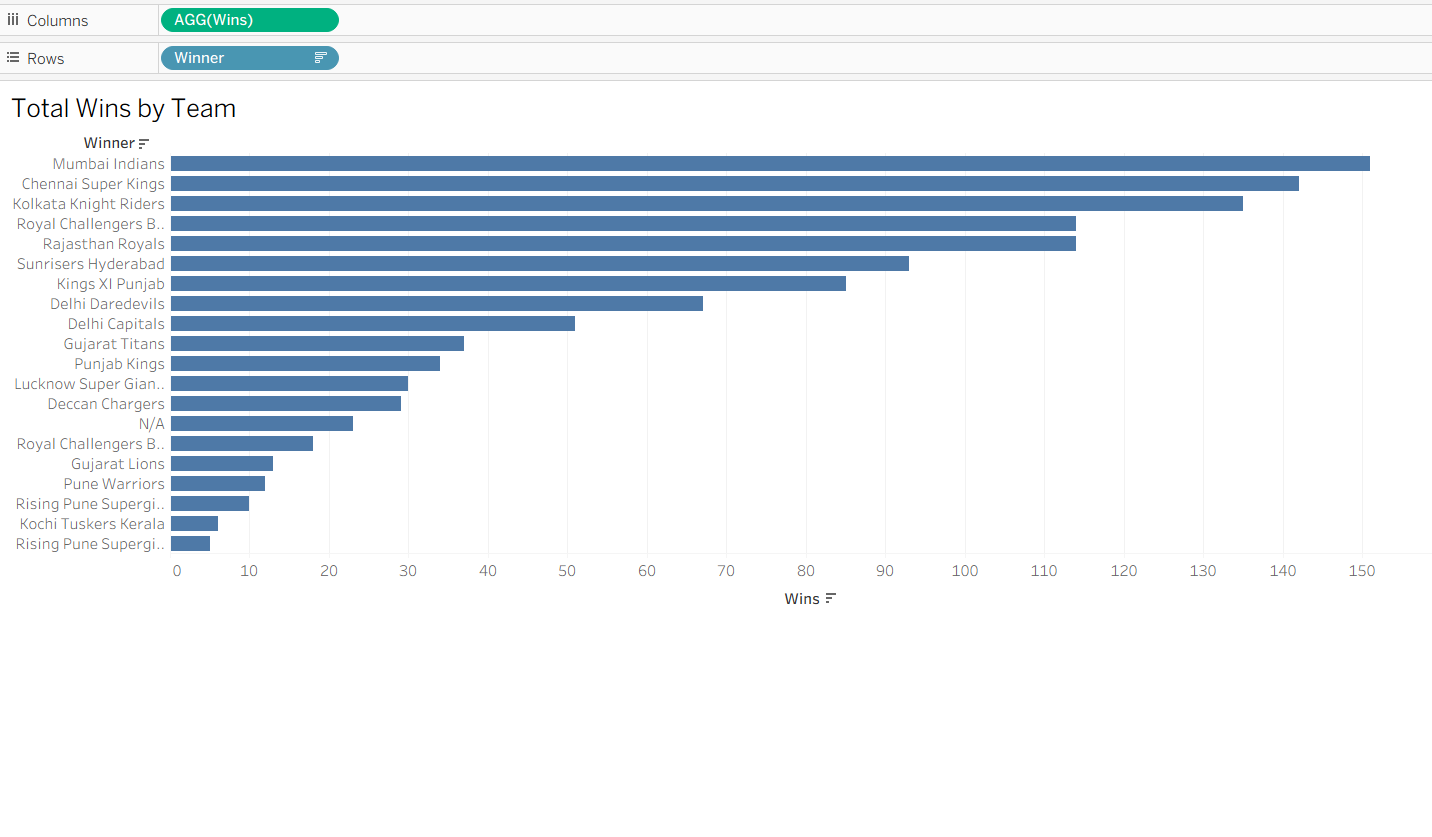 Columns AGG(Wins)
Rows Winner
Total Wins by Team
Winner
Mumbai Indians
Chennai Super Kings
Kolkata Knight Riders
Royal Challengers B..
Rajasthan Royals
Sunrisers Hyderabad
Kings XI Punjab
Delhi Daredevils
Delhi Capitals
Gujarat Titans
Punjab Kings
Lucknow Super Gian..
Deccan Chargers
N/A
Royal Challengers B..
Gujarat Lions
Pune Warriors
Rising Pune Supergi..
Kochi Tuskers Kerala
Rising Pune Supergi..
0 10 20 30 40 50 60 70 80 90 100 110 120 130 140 150
Wins